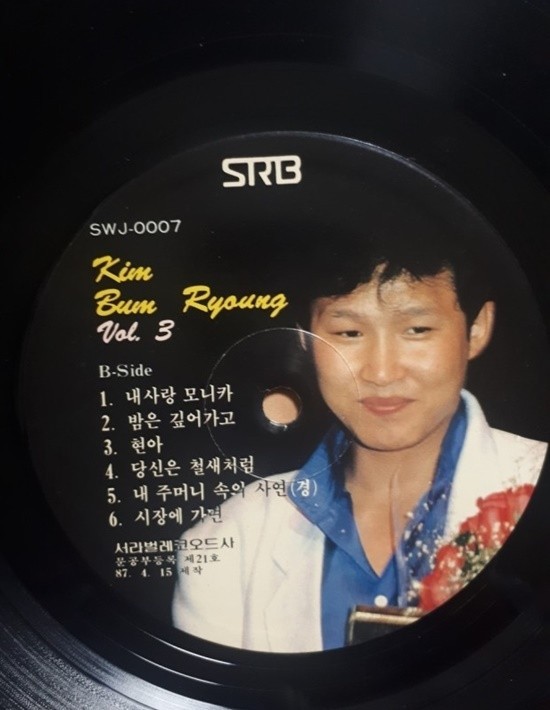 STRB
SWJ-0007
Kim
Bum Ryoung
Vol. 3
B-Side
1. 내사랑 모니카
2. 밤은 깊어가고
3. 현아
4. 당신은 철새처럼
5. 내 주머니 속의 사연(경)
6. 시장에 가면
서라벌레코오드사
문공부등록 제21호
87. 4. 15 제작